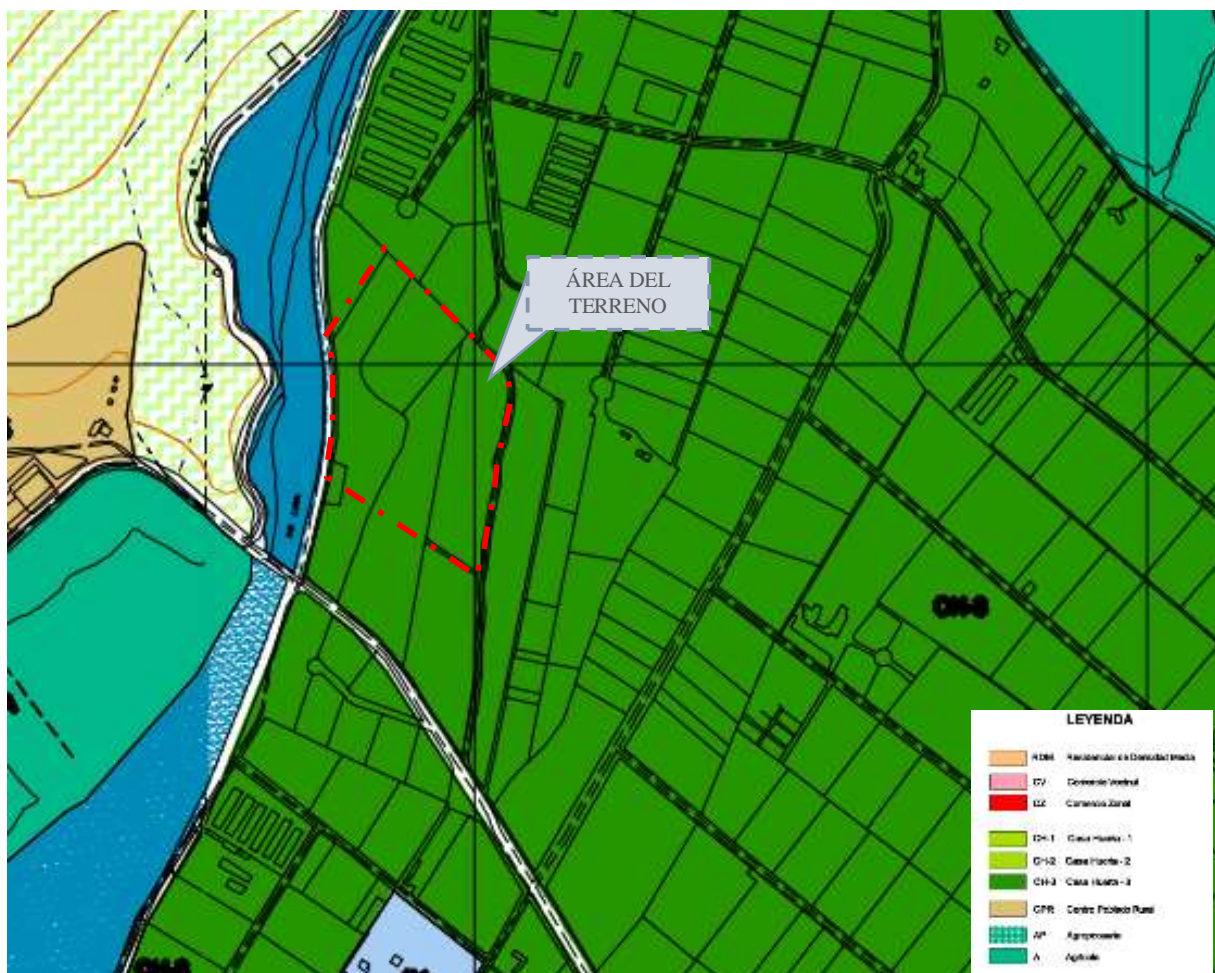 ÁREA DEL
TERRENO
CH-3
LEYENDA
RDM Residencial de Densidad Media
CV Comercio Vecinal
CZ Comercio Zonal
CH-1 Casa Huerta - 1
CH-2 Casa Huerta - 2
CH-3 Casa Huerta - 3
CPR Centro Poblado Rural
AP Agropecuario
A Agrícola
CH-3